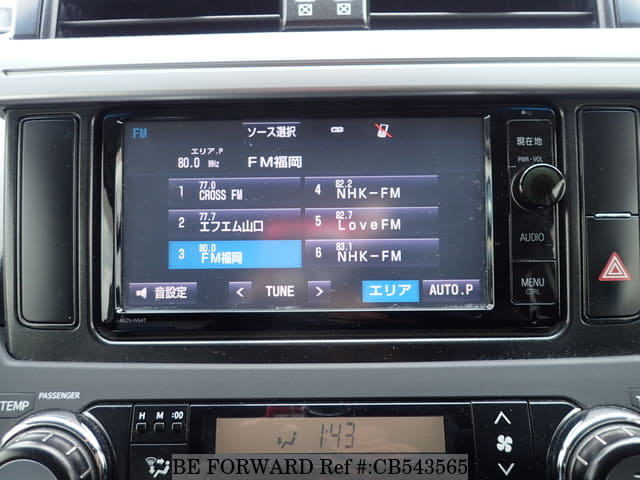 FM
ソース選択
エリア.P
80.0 MHz FM福岡
1 77.0 CROSS FM
4 82.2 NHK-FM
2 77.7 エフエム山口
5 82.7 LoveFM
3 80.0 FM福岡
6 83.1 NHK-FM
音設定
< TUNE >
エリア
AUTO.P
現在地
PWR・VOL
AUDIO
MENU
CTRL
NSZN-W64T
TEMP
PASSENGER
H M :00
1:43
BE FORWARD Ref #CB543565